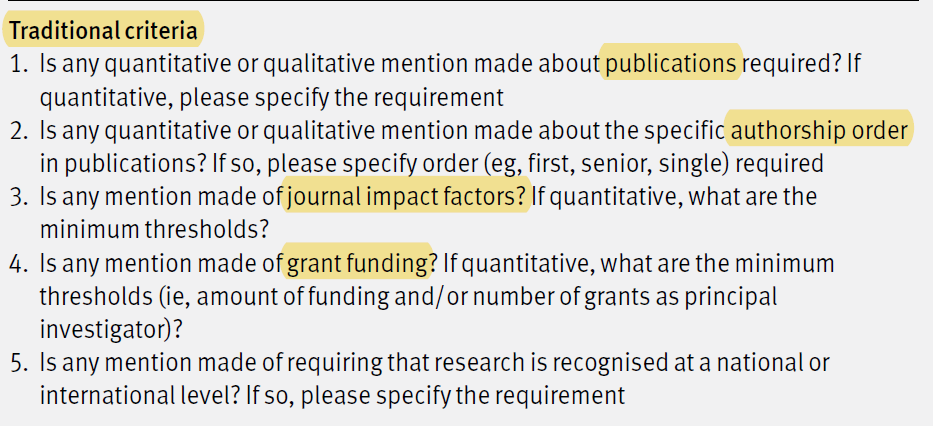 Traditional criteria
1. Is any quantitative or qualitative mention made about publications required? If
quantitative, please specify the requirement
2. Is any quantitative or qualitative mention made about the specific authorship order
in publications? If so, please specify order (eg, first, senior, single) required
3. Is any mention made of journal impact factors? If quantitative, what are the
minimum thresholds?
4. Is any mention made of grant funding? If quantitative, what are the minimum
thresholds (ie, amount of funding and/or number of grants as principal
investigator)?
5. Is any mention made of requiring that research is recognised at a national or
international level? If so, please specify the requirement